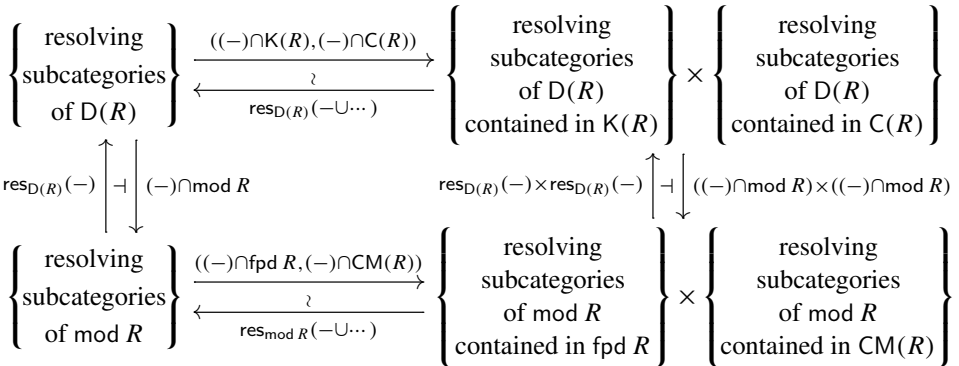 {resolving subcategories of D(R)} ((−)∩K(R),(−)∩C(R)) ∼ res_{D(R)}(−∪⋯) {resolving subcategories of D(R) contained in K(R)} × {resolving subcategories of D(R) contained in C(R)}
res_{D(R)}(−) ⊣ (−)∩mod R res_{D(R)}(−)×res_{D(R)}(−) ⊣ ((−)∩mod R)×((−)∩mod R)
{resolving subcategories of mod R} ((−)∩fpd R,(−)∩CM(R)) ∼ res_{mod R}(−∪⋯) {resolving subcategories of mod R contained in fpd R} × {resolving subcategories of mod R contained in CM(R)}